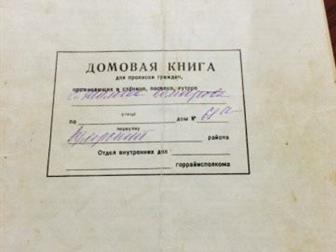 ДОМОВАЯ КНИГА
для прописки граждан,
проживающих в станице, поселке, хуторе
улице
по дом № 61а
переулку
района
Отдел внутренних дел
горрайисполкома